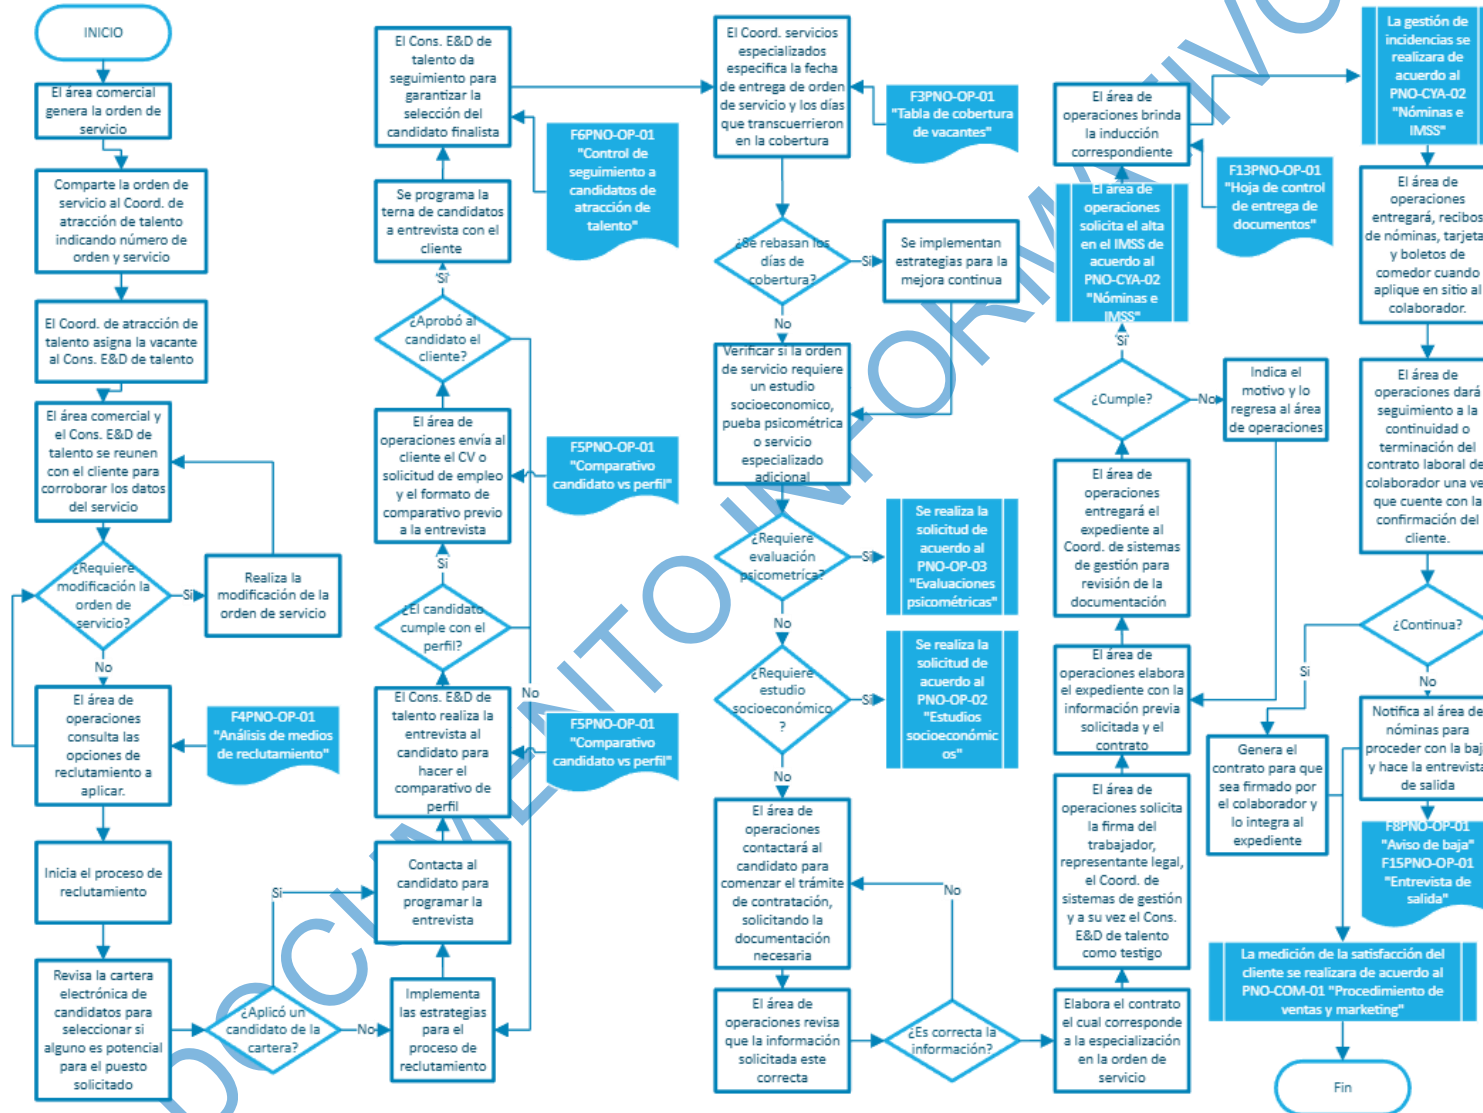 INICIO
El área comercial
genera la orden de
servicio
Comparte la orden de
servicio al Coord. de
atracción de talento
indicando número de
orden y servicio
El Coord. de atracción de
talento asigna la vacante
al Cons. E&D de talento
El área comercial y
el Cons. E&D de
talento se reunen
con el cliente para
corroborar los datos
del servicio
¿Requiere
modificación la
orden de
servicio?
Si
Realiza la
modificación de la
orden de servicio
No
El área de
operaciones
consulta las
opciones de
reclutamiento a
aplicar.
F4PNO-OP-01
"Análisis de medios
de reclutamiento"
Inicia el proceso de
reclutamiento
Revisa la cartera
electrónica de
candidatos para
seleccionar si
alguno es potencial
para el puesto
solicitado
¿Aplicó un
candidato de la
cartera?
Si
No
Implementa
las estrategias
para el
proceso de
reclutamiento
Contacta al
candidato para
programar la
entrevista
El Cons. E&D de
talento realiza la
entrevista al
candidato para
hacer el
comparativo de
perfil
F5PNO-OP-01
"Comparativo
candidato vs perfil"
¿El candidato
cumple con el
perfil?
Si
No
El área de
operaciones envía al
cliente el CV o
solicitud de empleo
y el formato de
comparativo previo
a la entrevista
F5PNO-OP-01
"Comparativo
candidato vs perfil"
¿Aprobó al
candidato el
cliente?
Si
Se programa la
terna de candidatos
a entrevista con el
cliente
El Cons. E&D de
talento da
seguimiento para
garantizar la
selección del
candidato finalista
F6PNO-OP-01
"Control de
seguimiento a
candidatos de
atracción de
talento"
El Coord. servicios
especializados
especifica la fecha
de entrega de orden
de servicio y los días
que transcuerrieron
en la cobertura
F3PNO-OP-01
"Tabla de cobertura
de vacantes"
¿Se rebasan los
días de
cobertura?
Si
Se implementan
estrategias para la
mejora continua
No
Verificar si la orden
de servicio requiere
un estudio
socioeconomico,
pueba psicométrica
o servicio
especializado
adicional
¿Requiere
evaluación
psicometríca?
Si
Se realiza la
solicitud de
acuerdo al
PNO-OP-03
"Evaluaciones
psicométricas"
No
¿Requiere
estudio
socioeconómico
?
Si
Se realiza la
solicitud de
acuerdo al
PNO-OP-02
"Estudios
socioeconómic
os"
No
El área de
operaciones
contactará al
candidato para
comenzar el trámite
de contratación,
solicitando la
documentación
necesaria
El área de
operaciones revisa
que la información
solicitada este
correcta
¿Es correcta la
información?
No
Elabora el contrato
el cual corresponde
a la especialización
en la orden de
servicio
El área de
operaciones solicita
la firma del
trabajador,
representante legal,
el Coord. de
sistemas de gestión
y a su vez el Cons.
E&D de talento
como testigo
El área de
operaciones elabora
el expediente con la
información previa
solicitada y el
contrato
El área de
operaciones
entregará el
expediente al
Coord. de sistemas
de gestión para
revisión de la
documentación
¿Cumple?
No
Indica el
motivo y lo
regresa al área
de operaciones
Si
El área de
operaciones
solicita el alta
en el IMSS de
acuerdo al
PNO-CYA-02
"Nóminas e
IMSS"
El área de
operaciones brinda
la inducción
correspondiente
F13PNO-OP-01
"Hoja de control
de entrega de
documentos"
La gestión de
incidencias se
realizara de
acuerdo al
PNO-CYA-02
"Nóminas e
IMSS"
El área de
operaciones
entregará, recibos
de nóminas, tarjeta
y boletos de
comedor cuando
aplique en sitio al
colaborador.
El área de
operaciones dará
seguimiento a la
continuidad o
terminación del
contrato laboral de
colaborador una ve
que cuente con la
confirmación del
cliente.
¿Continua?
Si
No
Genera el
contrato para que
sea firmado por
el colaborador y
lo integra al
expediente
Notifica al área de
nóminas para
proceder con la baj
y hace la entrevista
de salida
F8PNO-OP-01
"Aviso de baja"
F15PNO-OP-01
"Entrevista de
salida"
La medición de la satisfacción del
cliente se realizara de acuerdo al
PNO-COM-01 "Procedimiento de
ventas y marketing"
Fin
DOCUMENTO INFORMATIVO